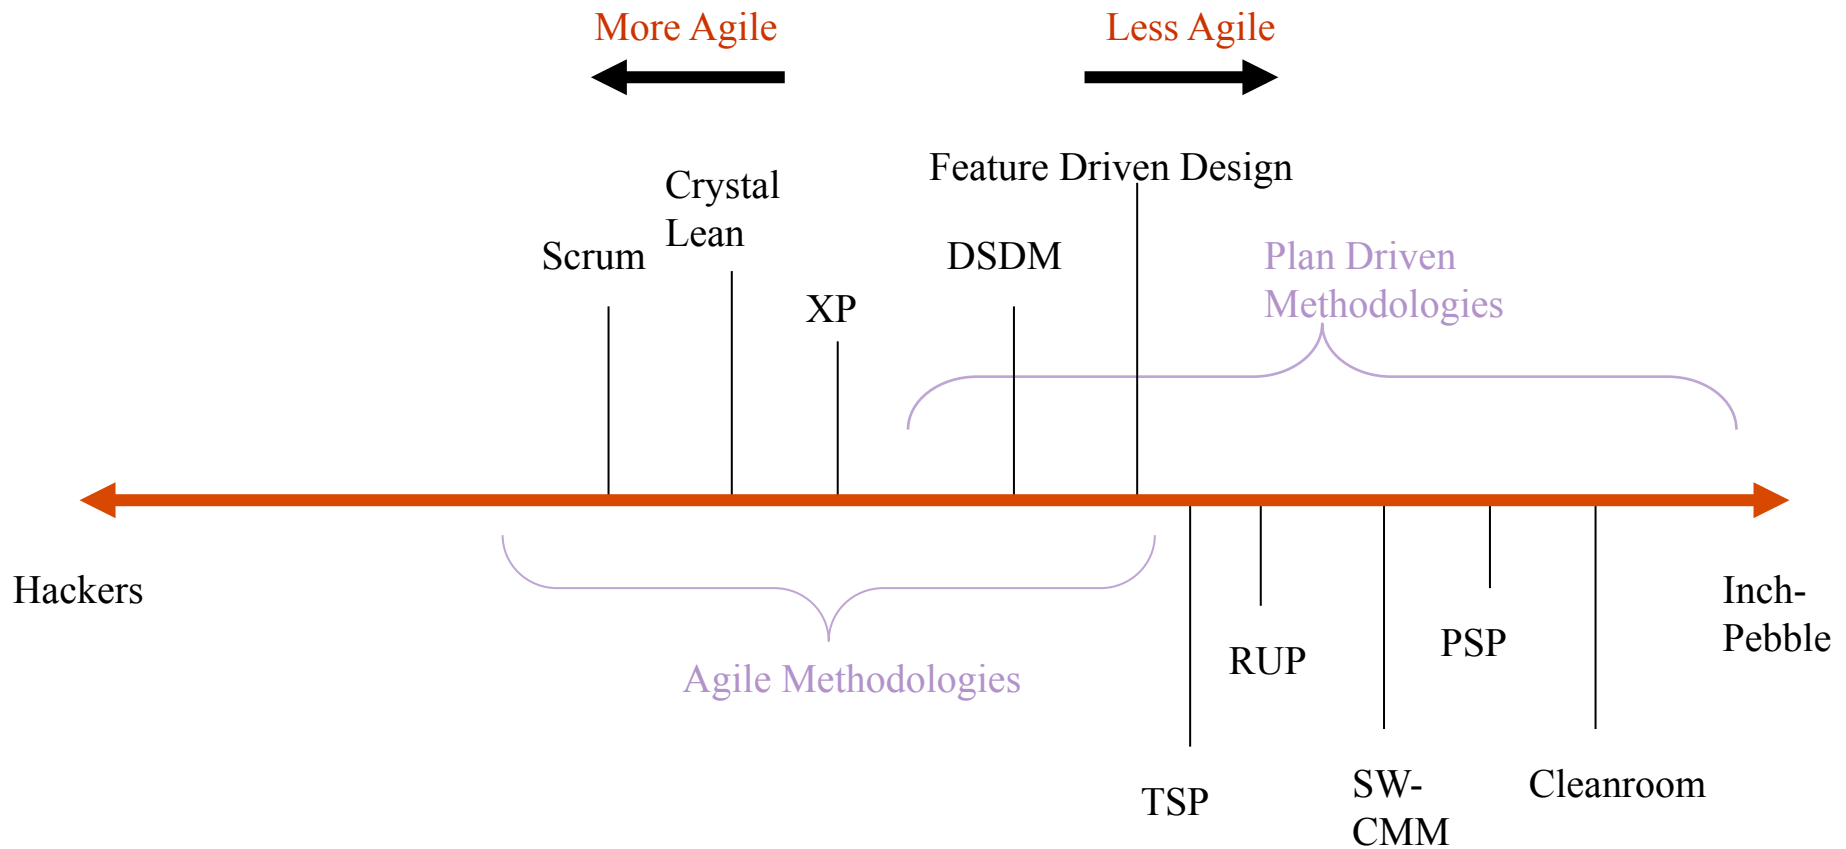 More Agile
Less Agile
Feature Driven Design
Crystal
Lean
Scrum
DSDM
Plan Driven
Methodologies
XP
Hackers
Inch-
Pebble
Agile Methodologies
RUP
PSP
TSP
SW-
CMM
Cleanroom